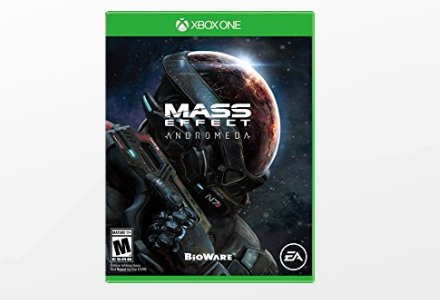 XBOX ONE
MASS
EFFECT
ANDROMEDA
N7
MATURE 17+
M
ESRB
BIOWARE
EA